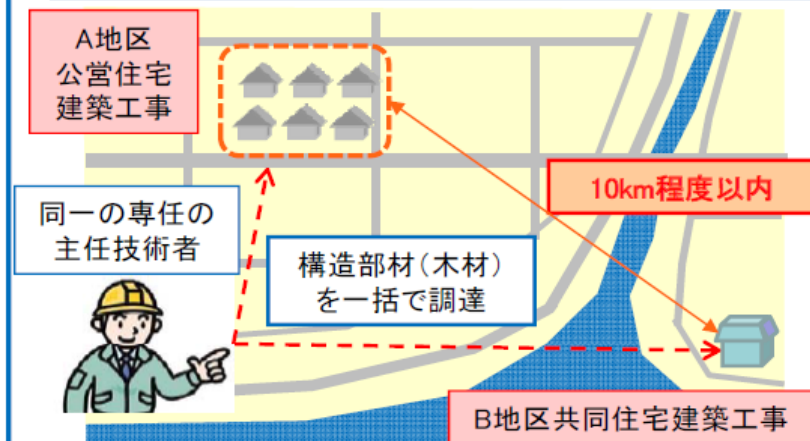 A地区
公営住宅
建築工事
10km程度以内
同一の専任の
主任技術者
構造部材(木材)
を一括で調達
B地区共同住宅建築工事